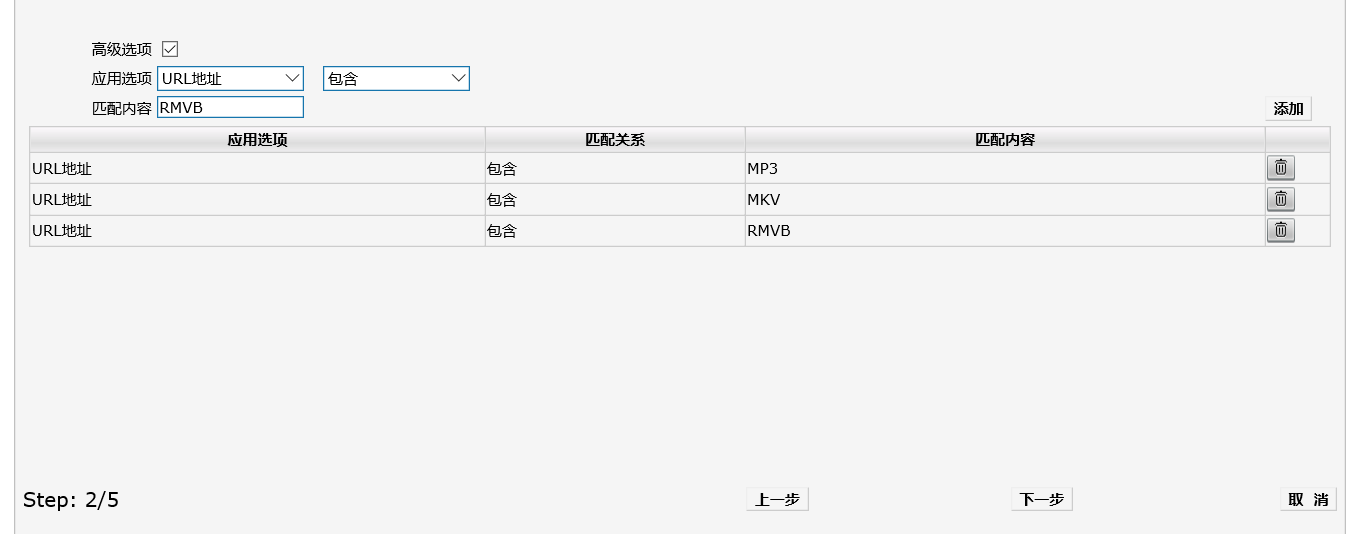 高级选项
应用选项 URL地址 包含
匹配内容 RMVB
添加
应用选项 匹配关系 匹配内容
URL地址 包含 MP3
URL地址 包含 MKV
URL地址 包含 RMVB
Step: 2/5 上一步 下一步 取 消